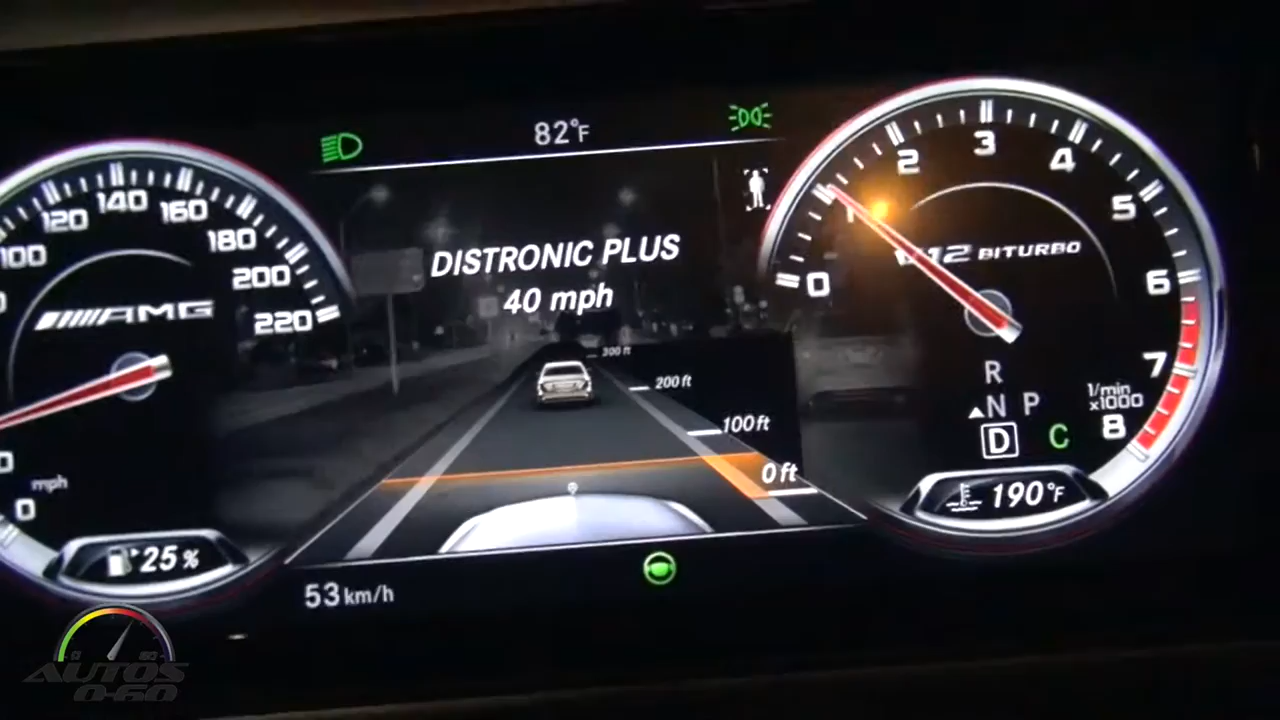 82°F
DISTRONIC PLUS
40 mph
300 ft
200 ft
100 ft
0 ft
53 km/h
100
120
140
160
180
200
220
AMG
mph
0
25 %
0
1
2
3
4
5
6
7
8
V12 BITURBO
1/min
x1000
R
N P
D C
190°F
AUTOS
0-60